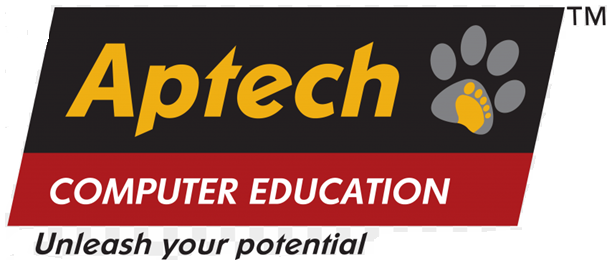 Aptech
TM
COMPUTER EDUCATION
Unleash your potential